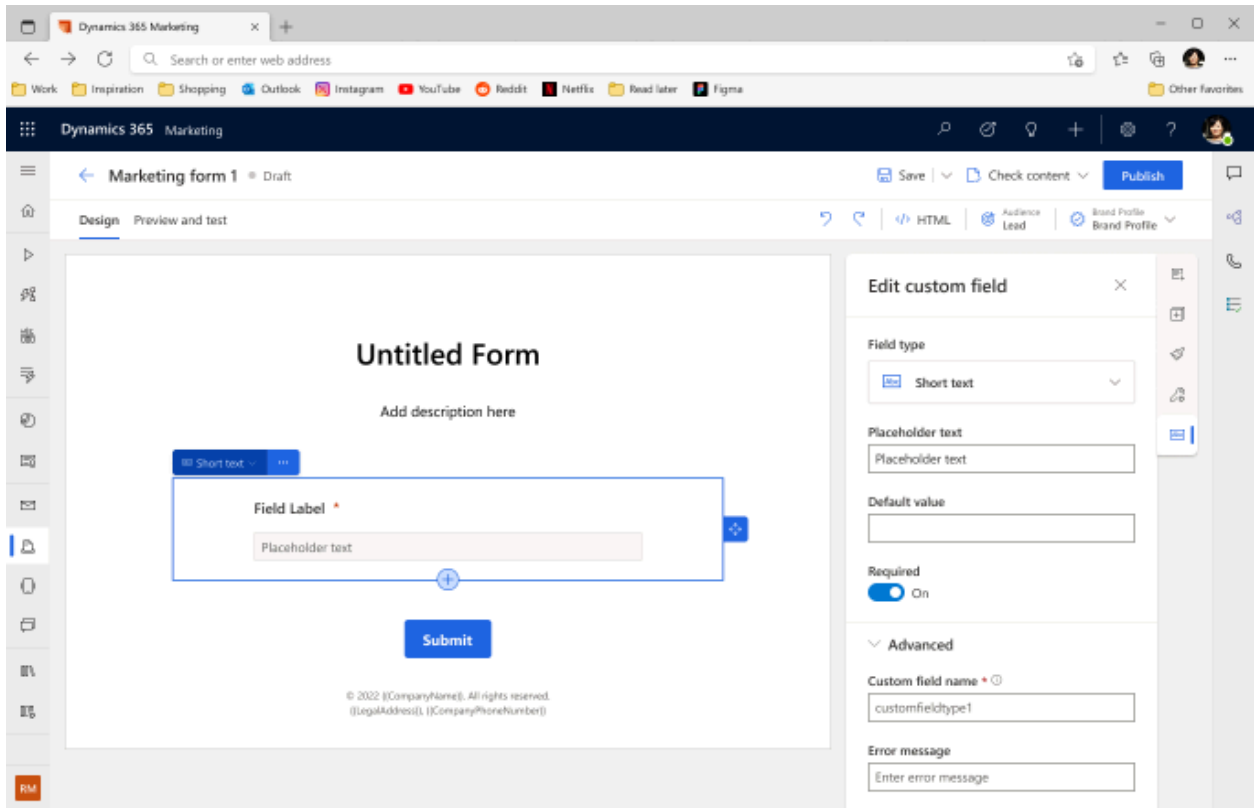 Dynamics 365 Marketing
Search or enter web address
Work Inspiration Shopping Outlook Instagram YouTube Reddit Netflix Read later Figma Other Favorites
Dynamics 365 Marketing
Marketing form 1 Draft Save Check content Publish
Design Preview and test HTML Audience Lead Brand Profile Brand Profile
Edit custom field
Untitled Form
Add description here
Short text
Field Label *
Placeholder text
Submit
© 2022 {{CompanyName}}. All rights reserved.
{{LegalAddress}}, {{CompanyPhoneNumber}}
Field type
Abc Short text
Placeholder text
Placeholder text
Default value
Required
On
Advanced
Custom field name *
customfieldtype1
Error message
Enter error message
RM